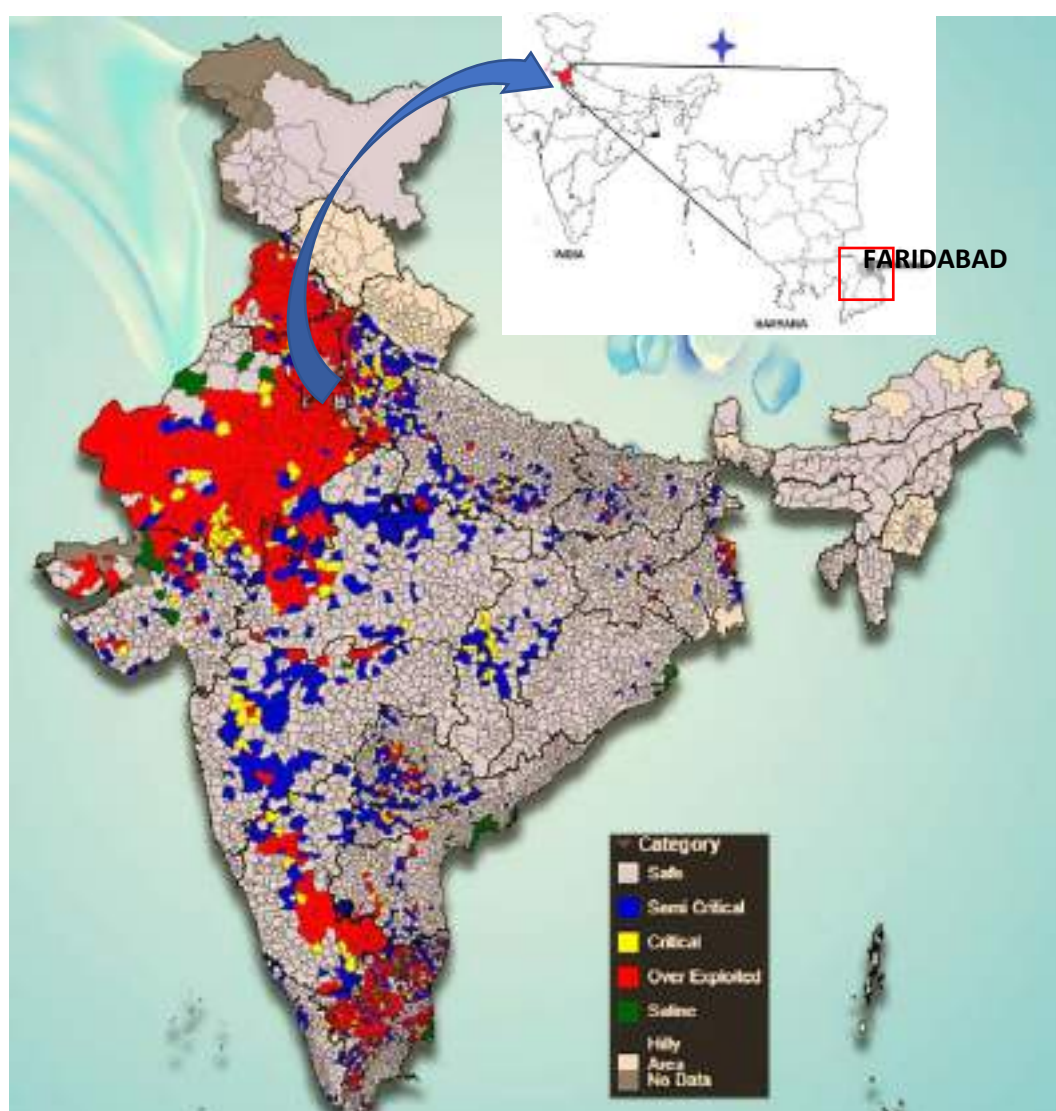 INDIA
FARIDABAD
HARYANA
Category
Safe
Semi Critical
Critical
Over Exploited
Saline
Hilly
Area
No Data